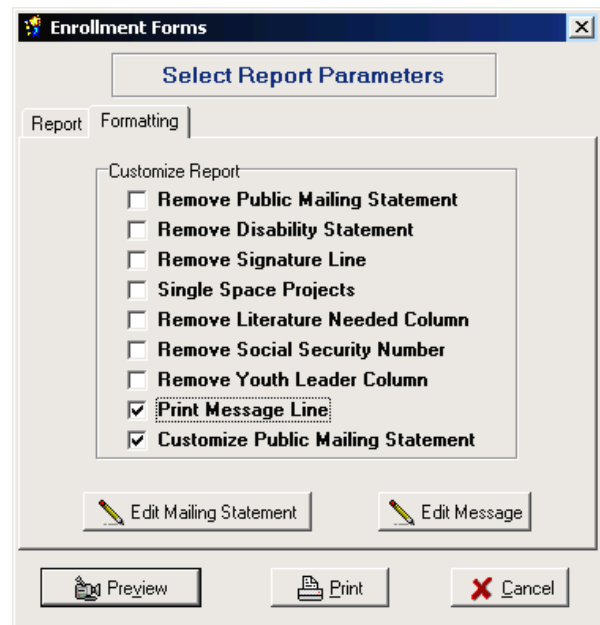 Enrollment Forms
Select Report Parameters
Report Formatting
Customize Report
Remove Public Mailing Statement
Remove Disability Statement
Remove Signature Line
Single Space Projects
Remove Literature Needed Column
Remove Social Security Number
Remove Youth Leader Column
Print Message Line
Customize Public Mailing Statement
Edit Mailing Statement Edit Message
Preview Print Cancel